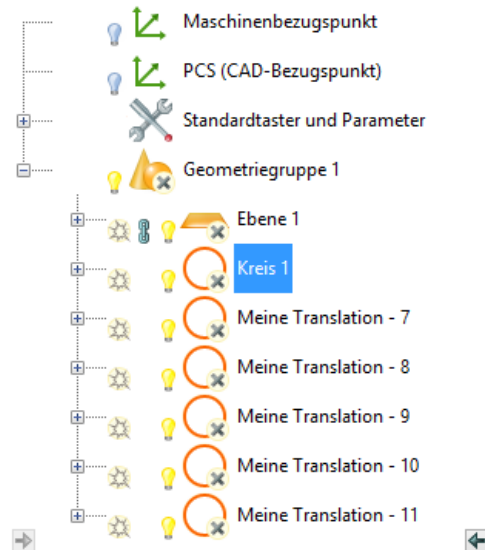 Maschinenbezugspunkt
PCS (CAD-Bezugspunkt)
Standardtaster und Parameter
Geometriegruppe 1
Ebene 1
Kreis 1
Meine Translation - 7
Meine Translation - 8
Meine Translation - 9
Meine Translation - 10
Meine Translation - 11